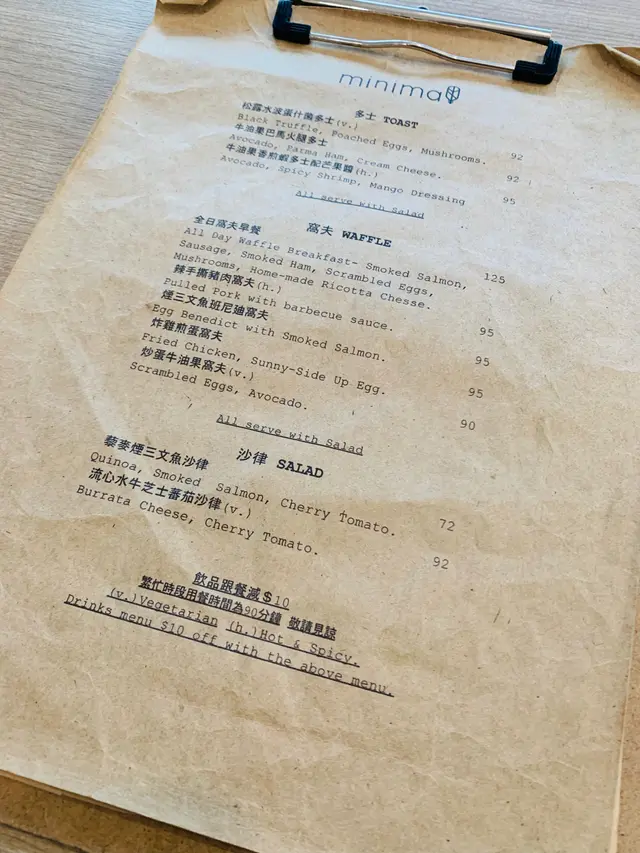 minima
多士 TOAST
松露水波蛋什菌多士(v.)
Black Truffle, Poached Eggs, Mushrooms. 92
牛油果巴馬火腿多士
Avocado, Parma Ham, Cream Cheese. 92
牛油果香煎蝦多士配芒果醬(h.)
Avocado, Spicy Shrimp, Mango Dressing 95
All serve with Salad
窩夫 WAFFLE
全日窩夫早餐
All Day Waffle Breakfast- Smoked Salmon, 125
Sausage, Smoked Ham, Scrambled Eggs,
Mushrooms, Home-made Ricotta Chesse.
辣手撕豬肉窩夫(h.)
Pulled Pork with barbecue sauce. 95
煙三文魚班尼迪窩夫
Egg Benedict with Smoked Salmon. 95
炸雞煎蛋窩夫
Fried Chicken, Sunny-Side Up Egg. 95
炒蛋牛油果窩夫(v.)
Scrambled Eggs, Avocado. 90
All serve with Salad
沙律 SALAD
藜麥煙三文魚沙律
Quinoa, Smoked Salmon, Cherry Tomato. 72
流心水牛芝士蕃茄沙律(v.)
Burrata Cheese, Cherry Tomato. 92
飲品跟餐減$10
繁忙時段用餐時間為90分鐘 敬請見諒
(v.)Vegetarian (h.)Hot & Spicy.
Drinks menu $10 off with the above menu.